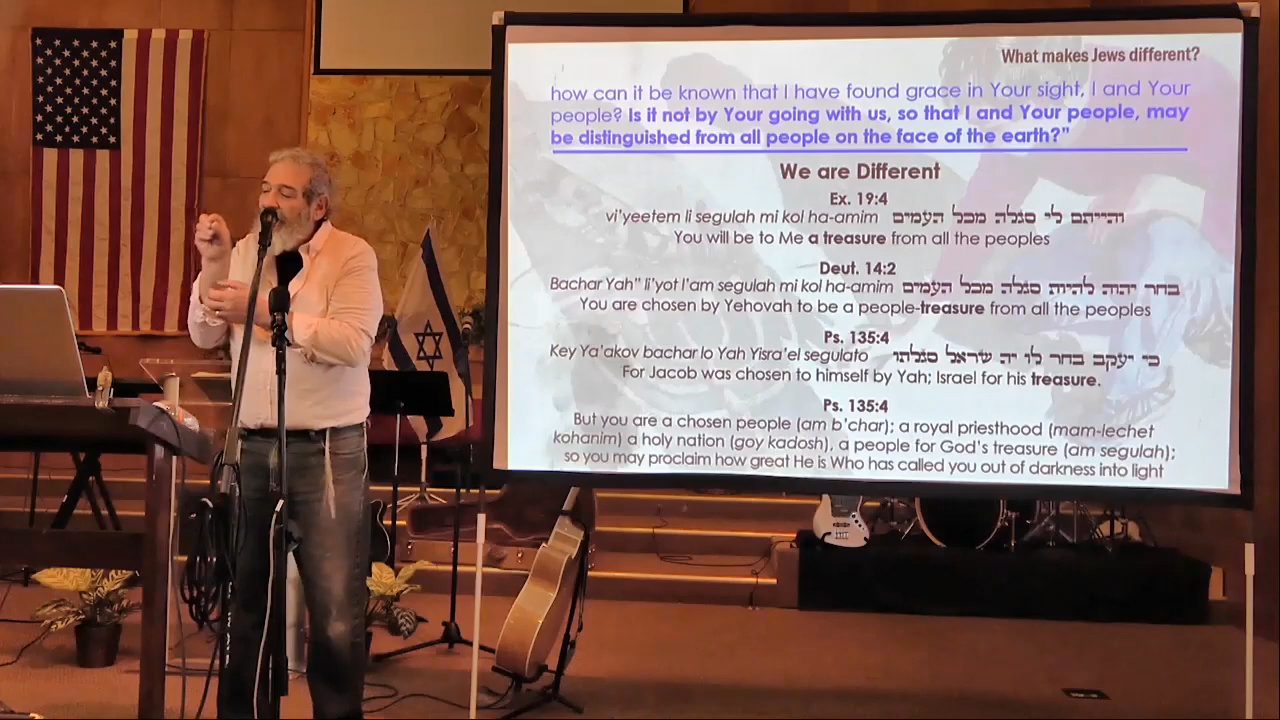 What makes Jews different?
how can it be known that I have found grace in Your sight, I and Your
people? Is it not by Your going with us, so that I and Your people, may
be distinguished from all people on the face of the earth?"
We are Different
Ex. 19:4
vi'yeetem li segulah mi kol ha-amim והייתם לי סגלה מכל העמים
You will be to Me a treasure from all the peoples
Deut. 14:2
Bachar Yah" li'yot l'am segulah mi kol ha-amim בחר יהוה להיות סגלה מכל העמים
You are chosen by Yehovah to be a people-treasure from all the peoples
Ps. 135:4
Key Ya'akov bachar lo Yah Yisra'el segulato כי יעקב בחר לו יה שראל סגלתו
For Jacob was chosen to himself by Yah; Israel for his treasure.
Ps. 135:4
But you are a chosen people (am b'char); a royal priesthood (mam-lechet
kohanim) a holy nation (goy kadosh), a people for God's treasure (am segulah);
so you may proclaim how great He is Who has called you out of darkness into light